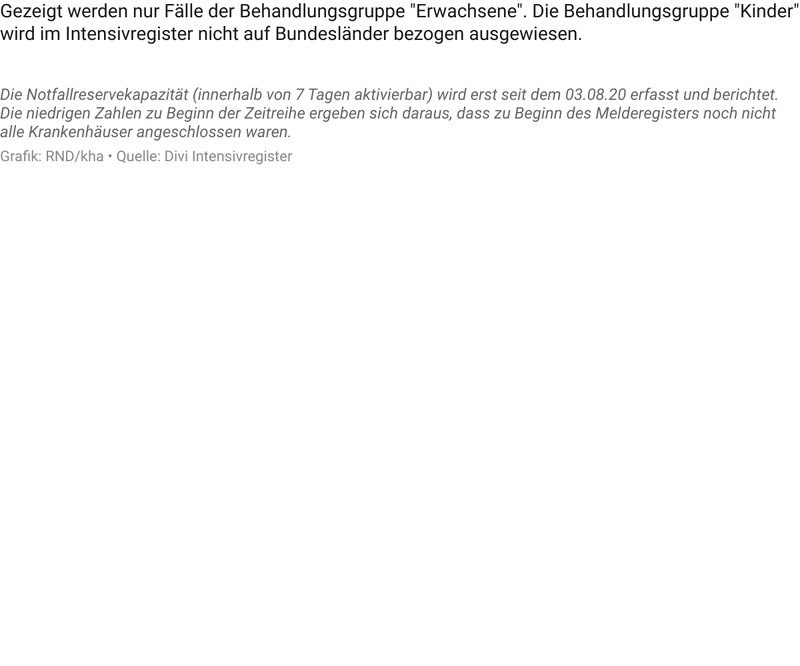 Gezeigt werden nur Fälle der Behandlungsgruppe "Erwachsene". Die Behandlungsgruppe "Kinder"
wird im Intensivregister nicht auf Bundesländer bezogen ausgewiesen.
Die Notfallreservekapazität (innerhalb von 7 Tagen aktivierbar) wird erst seit dem 03.08.20 erfasst und berichtet.
Die niedrigen Zahlen zu Beginn der Zeitreihe ergeben sich daraus, dass zu Beginn des Melderegisters noch nicht
alle Krankenhäuser angeschlossen waren.
Grafik: RND/kha • Quelle: Divi Intensivregister